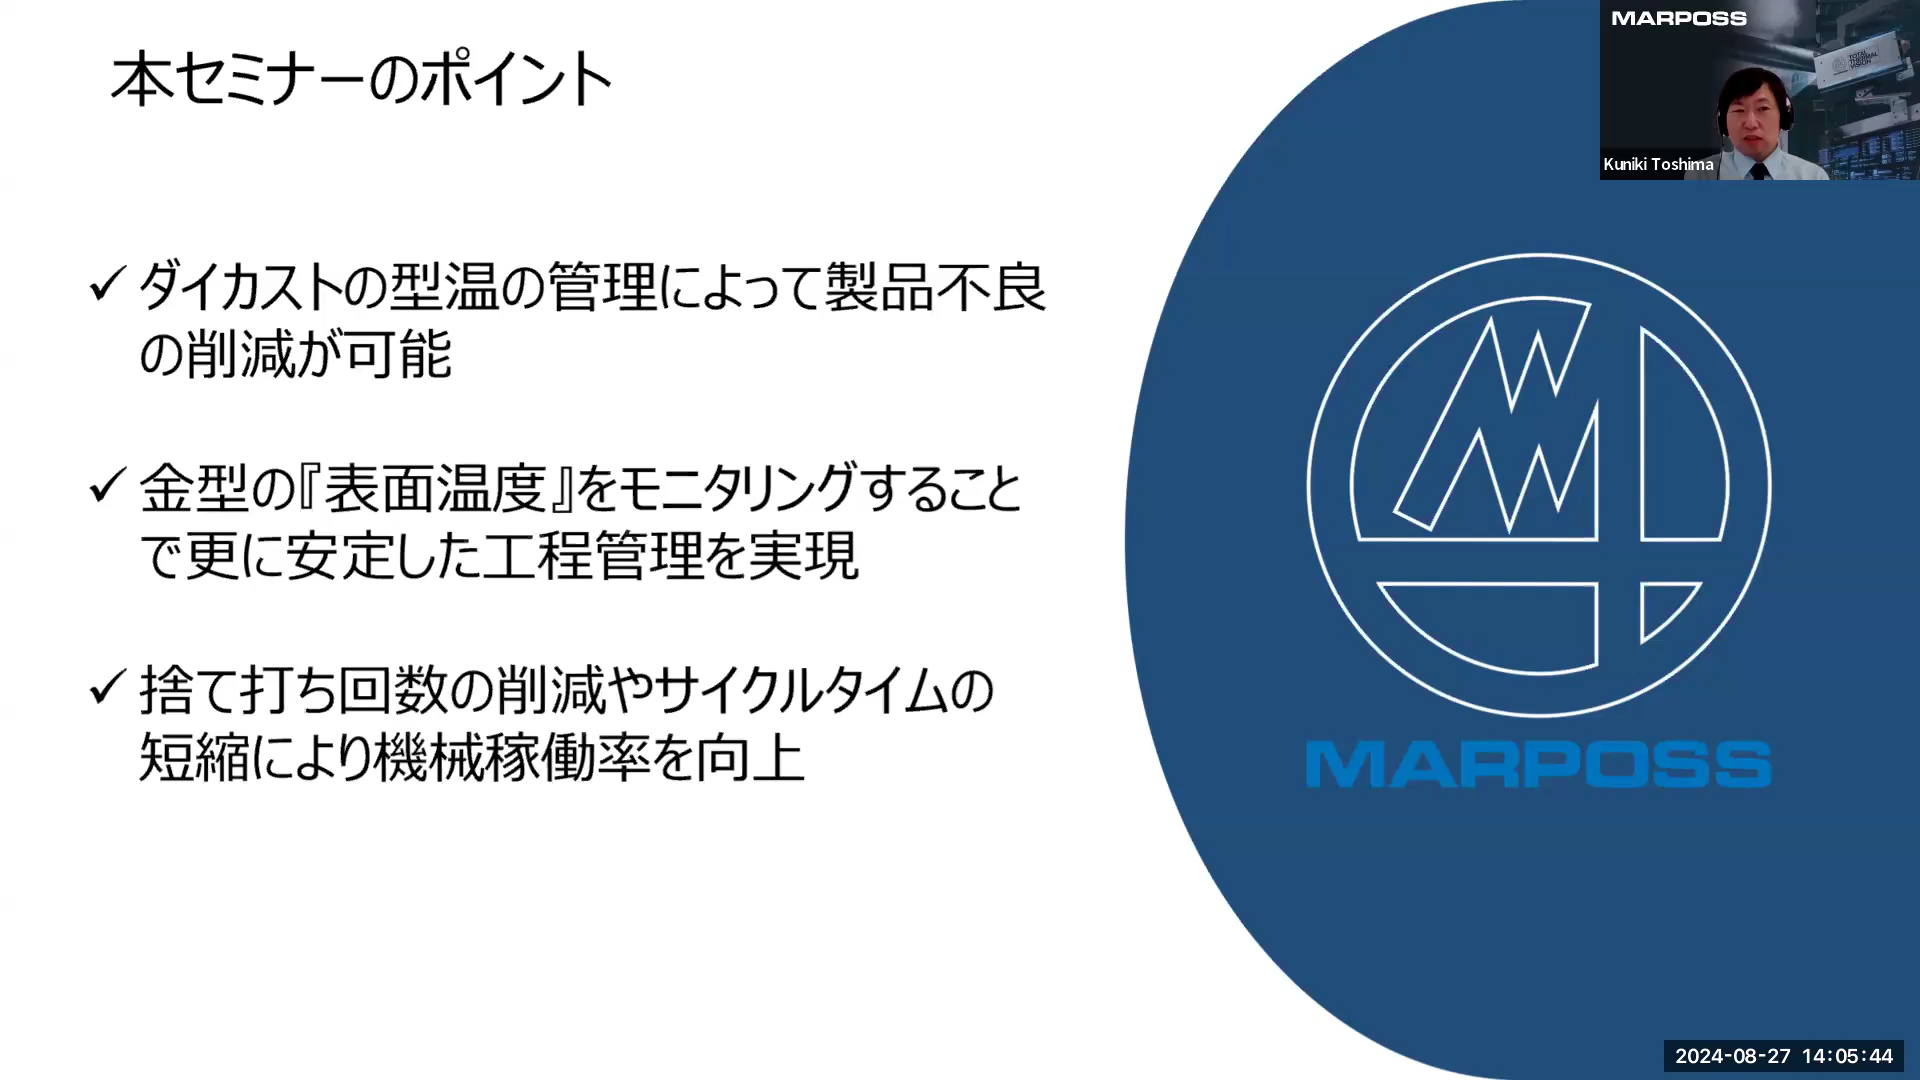 本セミナーのポイント
✓ ダイカストの型温の管理によって製品不良
の削減が可能
✓ 金型の『表面温度』をモニタリングすること
で更に安定した工程管理を実現
✓ 捨て打ち回数の削減やサイクルタイムの
短縮により機械稼働率を向上
MARPOSS
MARPOSS
TOTAL
THERMAL
VISION
Kuniki Toshima
2024-08-27 14:05:44